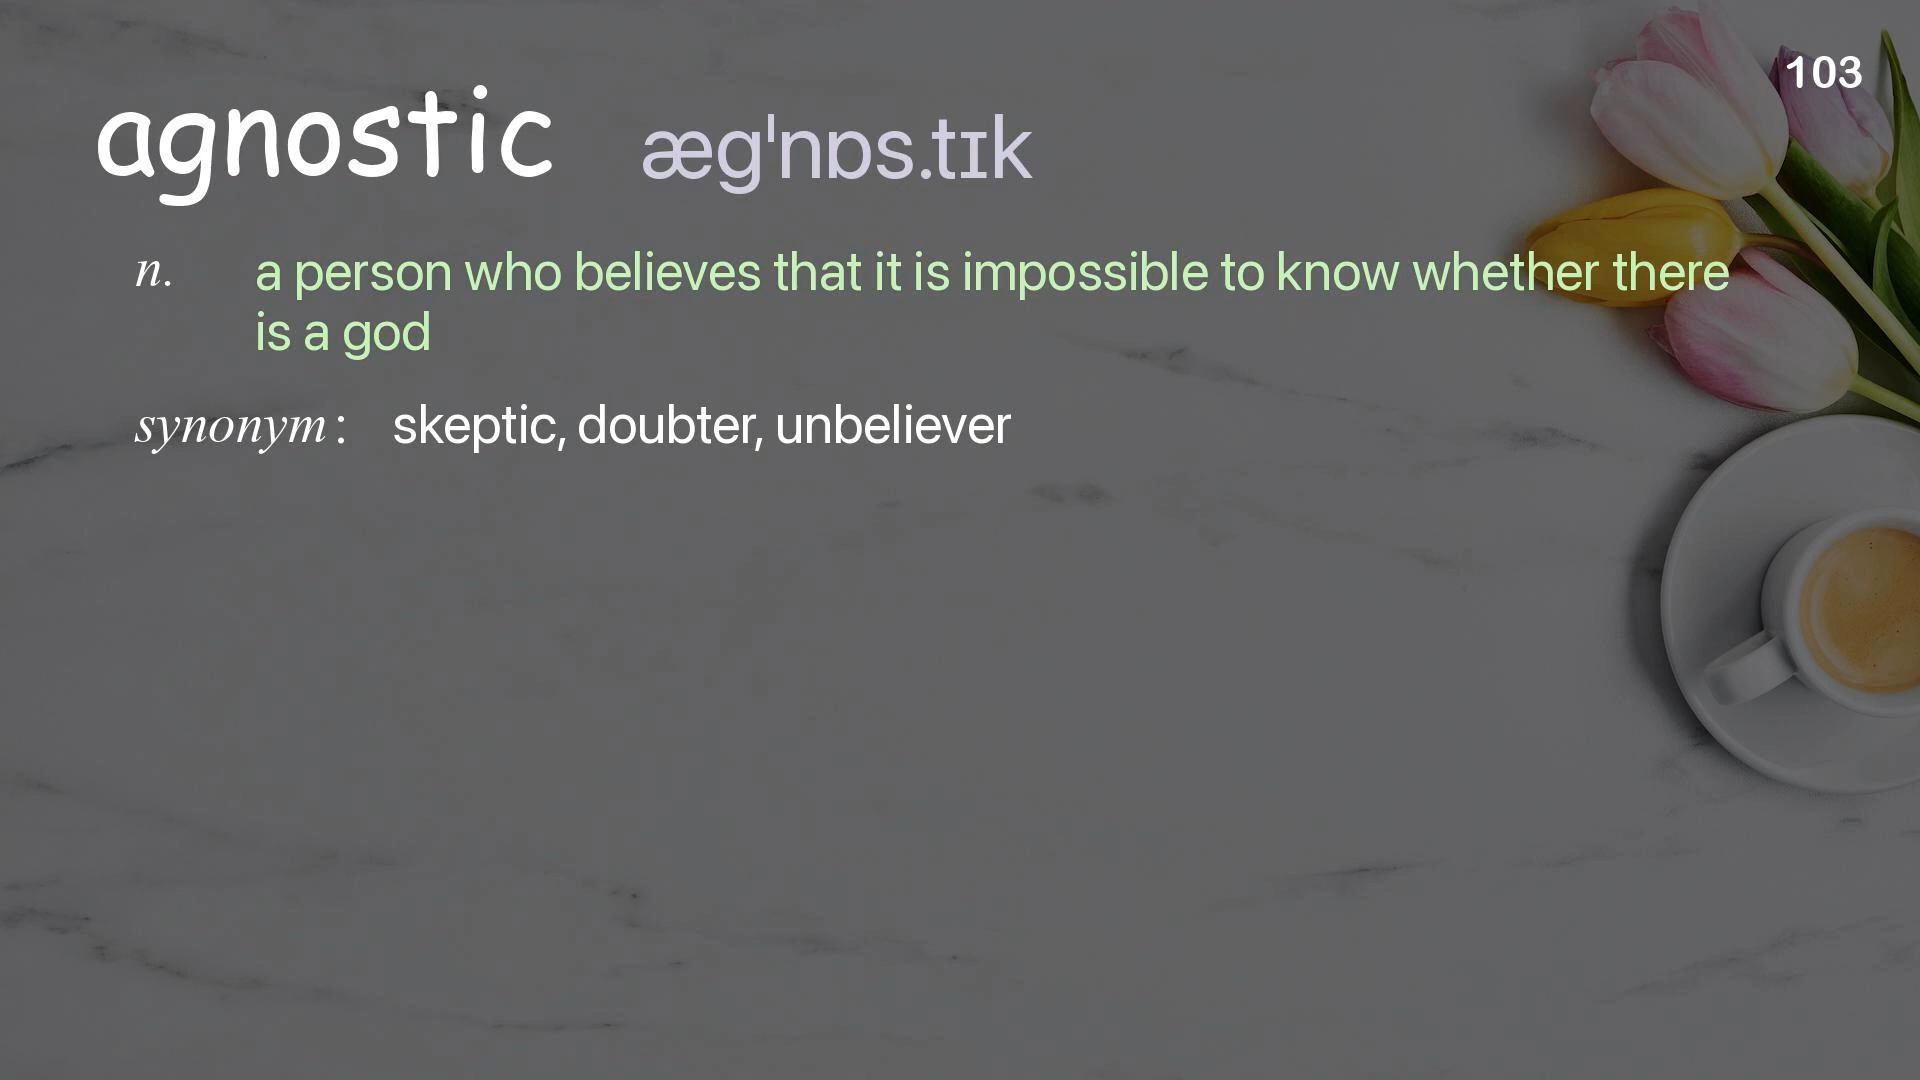 103
agnostic æɡˈnɒs.tɪk
n. a person who believes that it is impossible to know whether there
is a god
synonym : skeptic, doubter, unbeliever